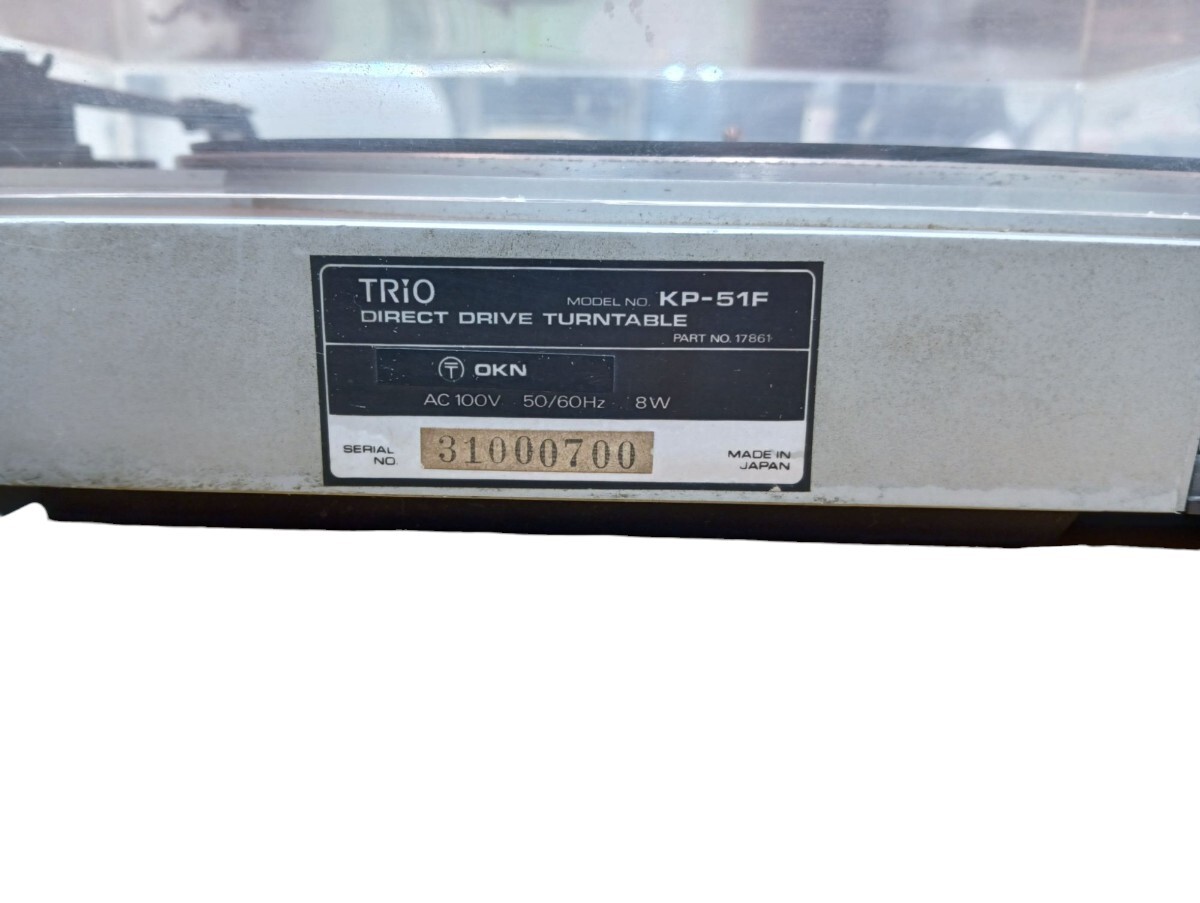 TRIO
MODEL NO. KP-51F
DIRECT DRIVE TURNTABLE
PART NO. 17861
〒 OKN
AC 100V 50/60Hz 8W
SERIAL NO. 31000700
MADE IN JAPAN